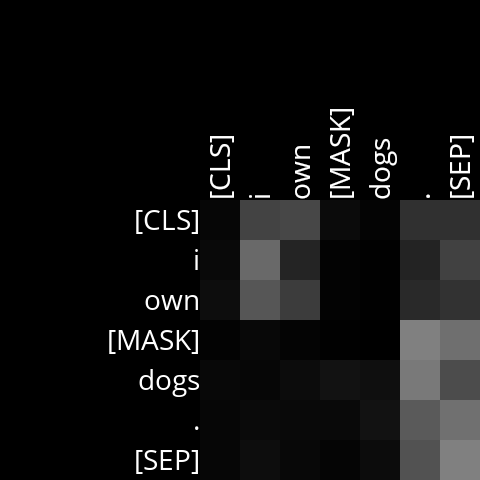 [CLS] i own [MASK] dogs . [SEP]
[CLS]
i
own
[MASK]
dogs
.
[SEP]